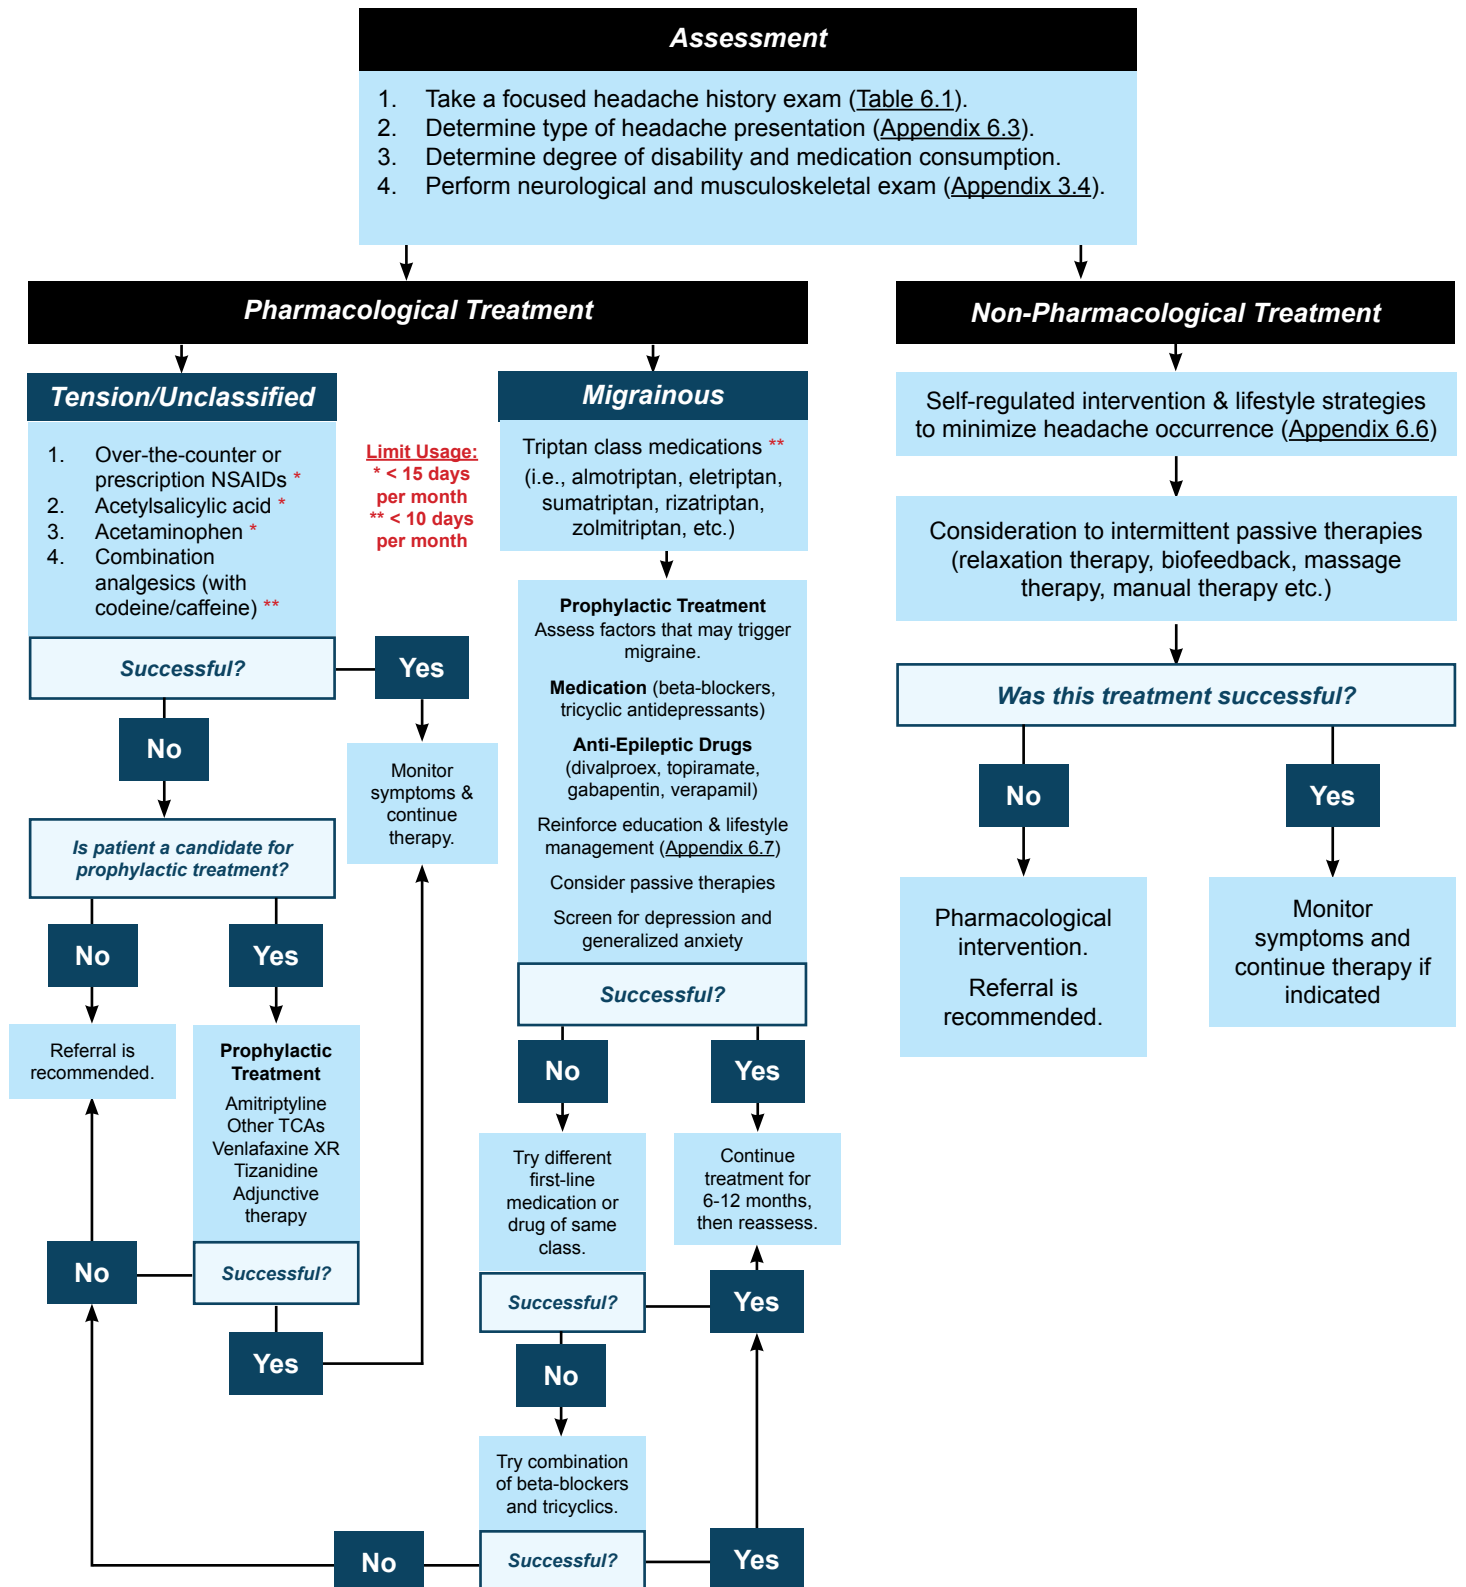 Assessment
1. Take a focused headache history exam (Table 6.1).
2. Determine type of headache presentation (Appendix 6.3).
3. Determine degree of disability and medication consumption.
4. Perform neurological and musculoskeletal exam (Appendix 3.4).
Pharmacological Treatment
Tension/Unclassified
1. Over-the-counter or
prescription NSAIDs *
2. Acetylsalicylic acid *
3. Acetaminophen *
4. Combination
analgesics (with
codeine/caffeine) **
Limit Usage:
* < 15 days
per month
** < 10 days
per month
Successful?
Yes
No
Monitor
symptoms &
continue
therapy.
Is patient a candidate for
prophylactic treatment?
No
Yes
Referral is
recommended.
Prophylactic
Treatment
Amitriptyline
Other TCAs
Venlafaxine XR
Tizanidine
Adjunctive
therapy
Successful?
No
Yes
Migrainous
Triptan class medications **
(i.e., almotriptan, eletriptan,
sumatriptan, rizatriptan,
zolmitriptan, etc.)
Prophylactic Treatment
Assess factors that may trigger
migraine.
Medication (beta-blockers,
tricyclic antidepressants)
Anti-Epileptic Drugs
(divalproex, topiramate,
gabapentin, verapamil)
Reinforce education & lifestyle
management (Appendix 6.7)
Consider passive therapies
Screen for depression and
generalized anxiety
Successful?
No
Yes
Try different
first-line
medication or
drug of same
class.
Continue
treatment for
6-12 months,
then reassess.
Successful?
Yes
No
Try combination
of beta-blockers
and tricyclics.
Successful?
No
Yes
Non-Pharmacological Treatment
Self-regulated intervention & lifestyle strategies
to minimize headache occurrence (Appendix 6.6)
Consideration to intermittent passive therapies
(relaxation therapy, biofeedback, massage
therapy, manual therapy etc.)
Was this treatment successful?
No
Yes
Pharmacological
intervention.
Referral is
recommended.
Monitor
symptoms and
continue therapy if
indicated